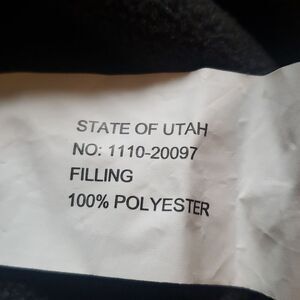 STATE OF UTAH
NO: 1110-20097
FILLING
100% POLYESTER